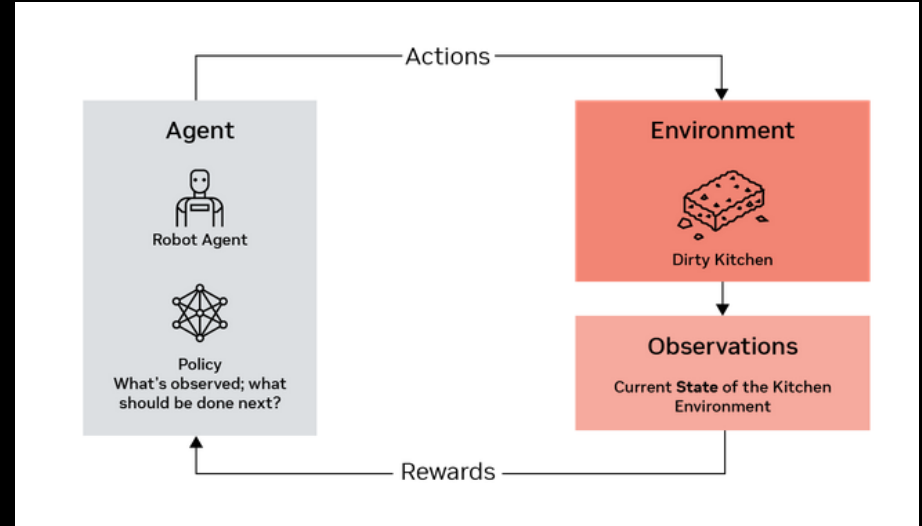 Actions
Agent
Robot Agent
Policy
What's observed; what
should be done next?
Environment
Dirty Kitchen
Observations
Current State of the Kitchen
Environment
Rewards